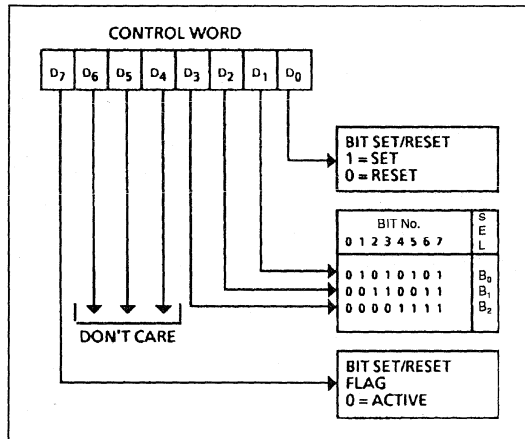 CONTROL WORD
D7 D6 D5 D4 D3 D2 D1 D0
BIT SET/RESET
1 = SET
0 = RESET
BIT No.
0 1 2 3 4 5 6 7
SEL
0 1 0 1 0 1 0 1 B0
0 0 1 1 0 0 1 1 B1
0 0 0 0 1 1 1 1 B2
DON'T CARE
BIT SET/RESET
FLAG
0 = ACTIVE